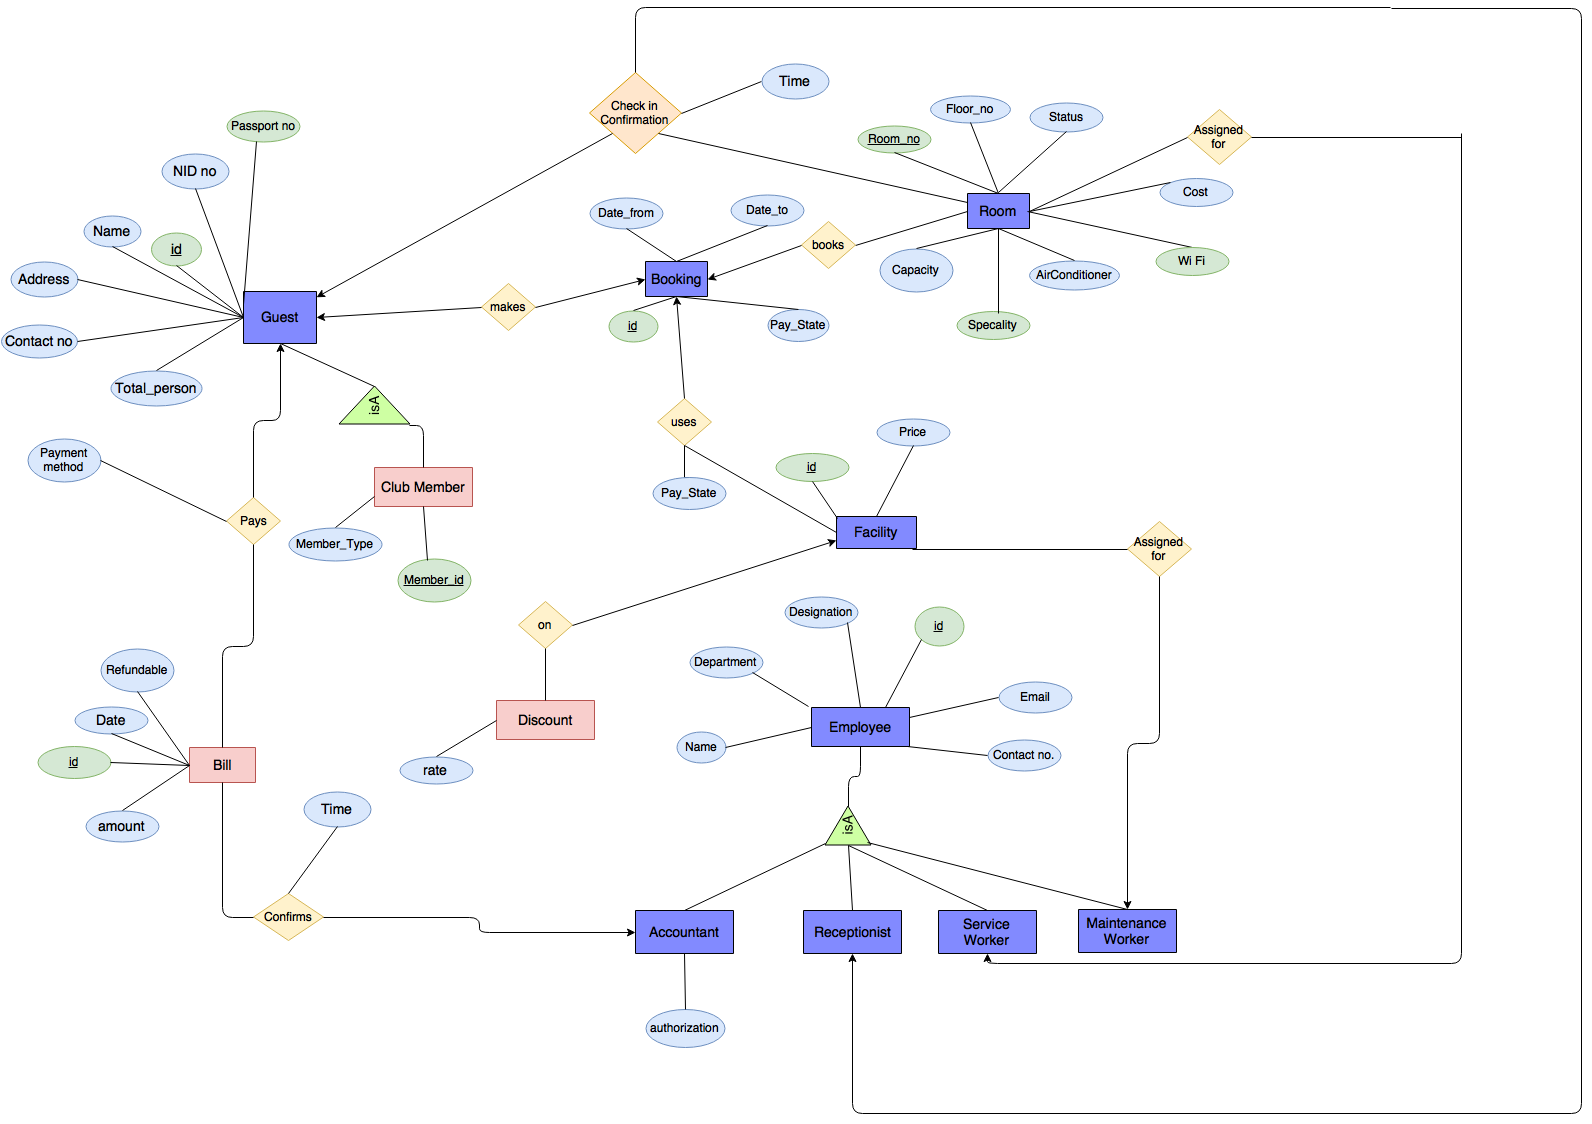 Time
Check in
Confirmation
Passport no
Floor_no
Status
Assigned
for
Room_no
NID no
Cost
Name
id
Date_from
Date_to
Room
books
Wi Fi
Address
Booking
Capacity
AirConditioner
makes
Guest
id
Pay_State
Specality
Contact no
Total_person
isA
uses
Price
Payment
method
id
Club Member
Pay_State
Pays
Facility
Member_Type
Assigned
for
Member_id
Designation
id
on
Department
Refundable
Email
Date
Discount
Employee
Name
Contact no.
id
Bill
rate
Time
amount
isA
Confirms
Accountant
Receptionist
Service
Worker
Maintenance
Worker
authorization